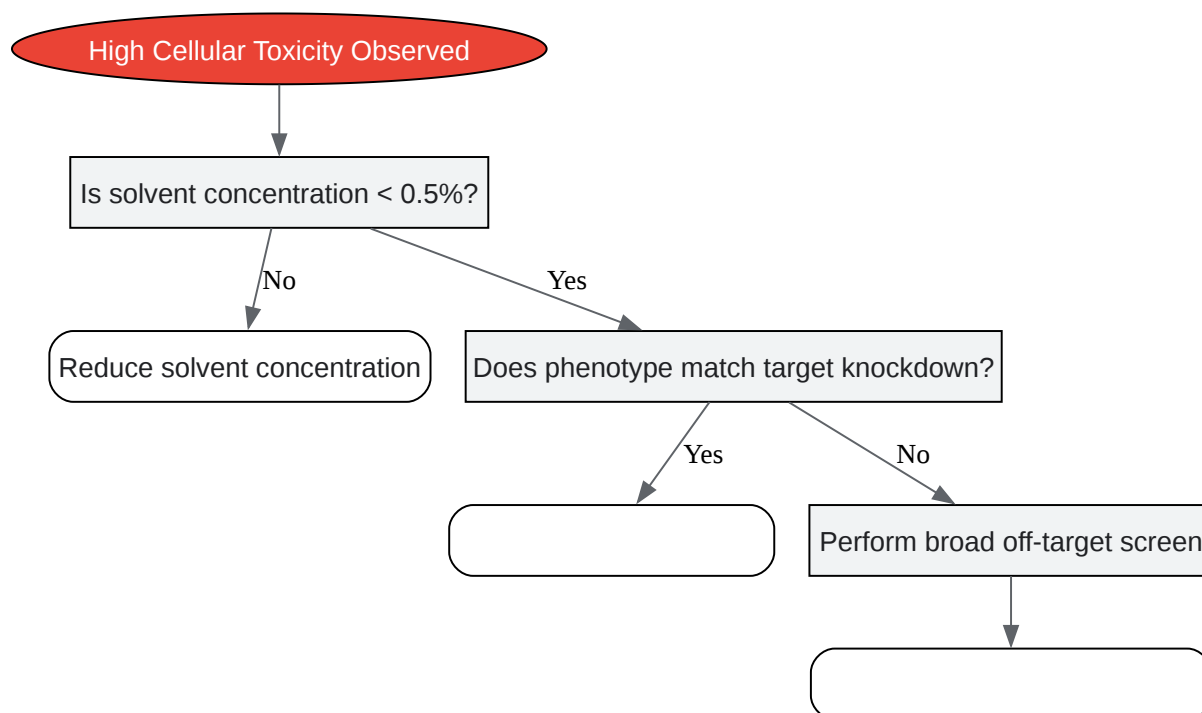 High Cellular Toxicity Observed
Is solvent concentration < 0.5%?
No
Yes
Reduce solvent concentration
Does phenotype match target knockdown?
Yes
No
Perform broad off-target screen